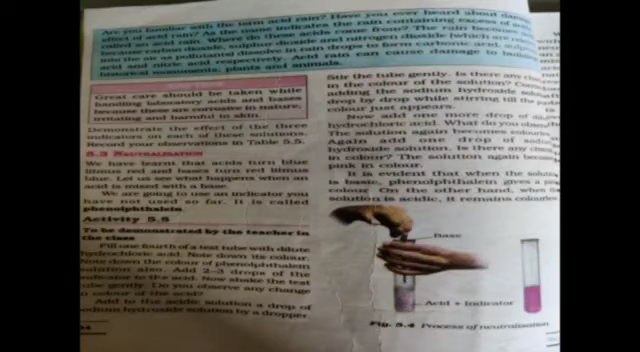 Are you familiar with the term acid rain? Have you ever heard about damaging
effect of acid rain? As the name indicates the rain containing excess of
called an acid rain. Where do these acids come from? The rain becomes
because carbon dioxide, sulphur dioxide and nitrogen dioxide (which are
into the air as pollutants) dissolve in rain drops to form carbonic acid,
acid and nitric acid respectively. Acid rain can cause damage to
historical monuments, plants and animals.
Great care should be taken while
handling laboratory acids and bases
because these are corrosive in nature,
irritating and harmful to skin.
Demonstrate the effect of the three
indicators on each of these solutions.
Record your observations in Table 5.5.
5.3 NEUTRALISATION
We have learnt that acids turn blue
litmus red and bases turn red litmus
blue. Let us see what happens when an
acid is mixed with a base.
We are going to use an indicator you
have not used so far. It is called
phenolphthalein.
Activity 5.5
To be demonstrated by the teacher in
the class
Fill one fourth of a test tube with dilute
hydrochloric acid. Note down its colour.
Note down the colour of phenolphthalein
solution also. Add 2–3 drops of the
indicator to the acid. Now shake the test
tube gently. Do you observe any change
in colour of the acid?
Add to the acidic solution a drop of
sodium hydroxide solution by a dropper.
Stir the tube gently. Is there any
in the colour of the solution?
adding the sodium hydroxide
drop by drop while stirring till the
colour just appears.
Now add one more drop of
hydrochloric acid. What do you
The solution again becomes
Again add one drop of
hydroxide solution. Is there any
in colour? The solution again
pink in colour.
It is evident that when the
is basic, phenolphthalein gives a
colour. On the other hand, when
solution is acidic, it remains
Base
Acid + Indicator
Fig. 5.4 Process of neutralisation